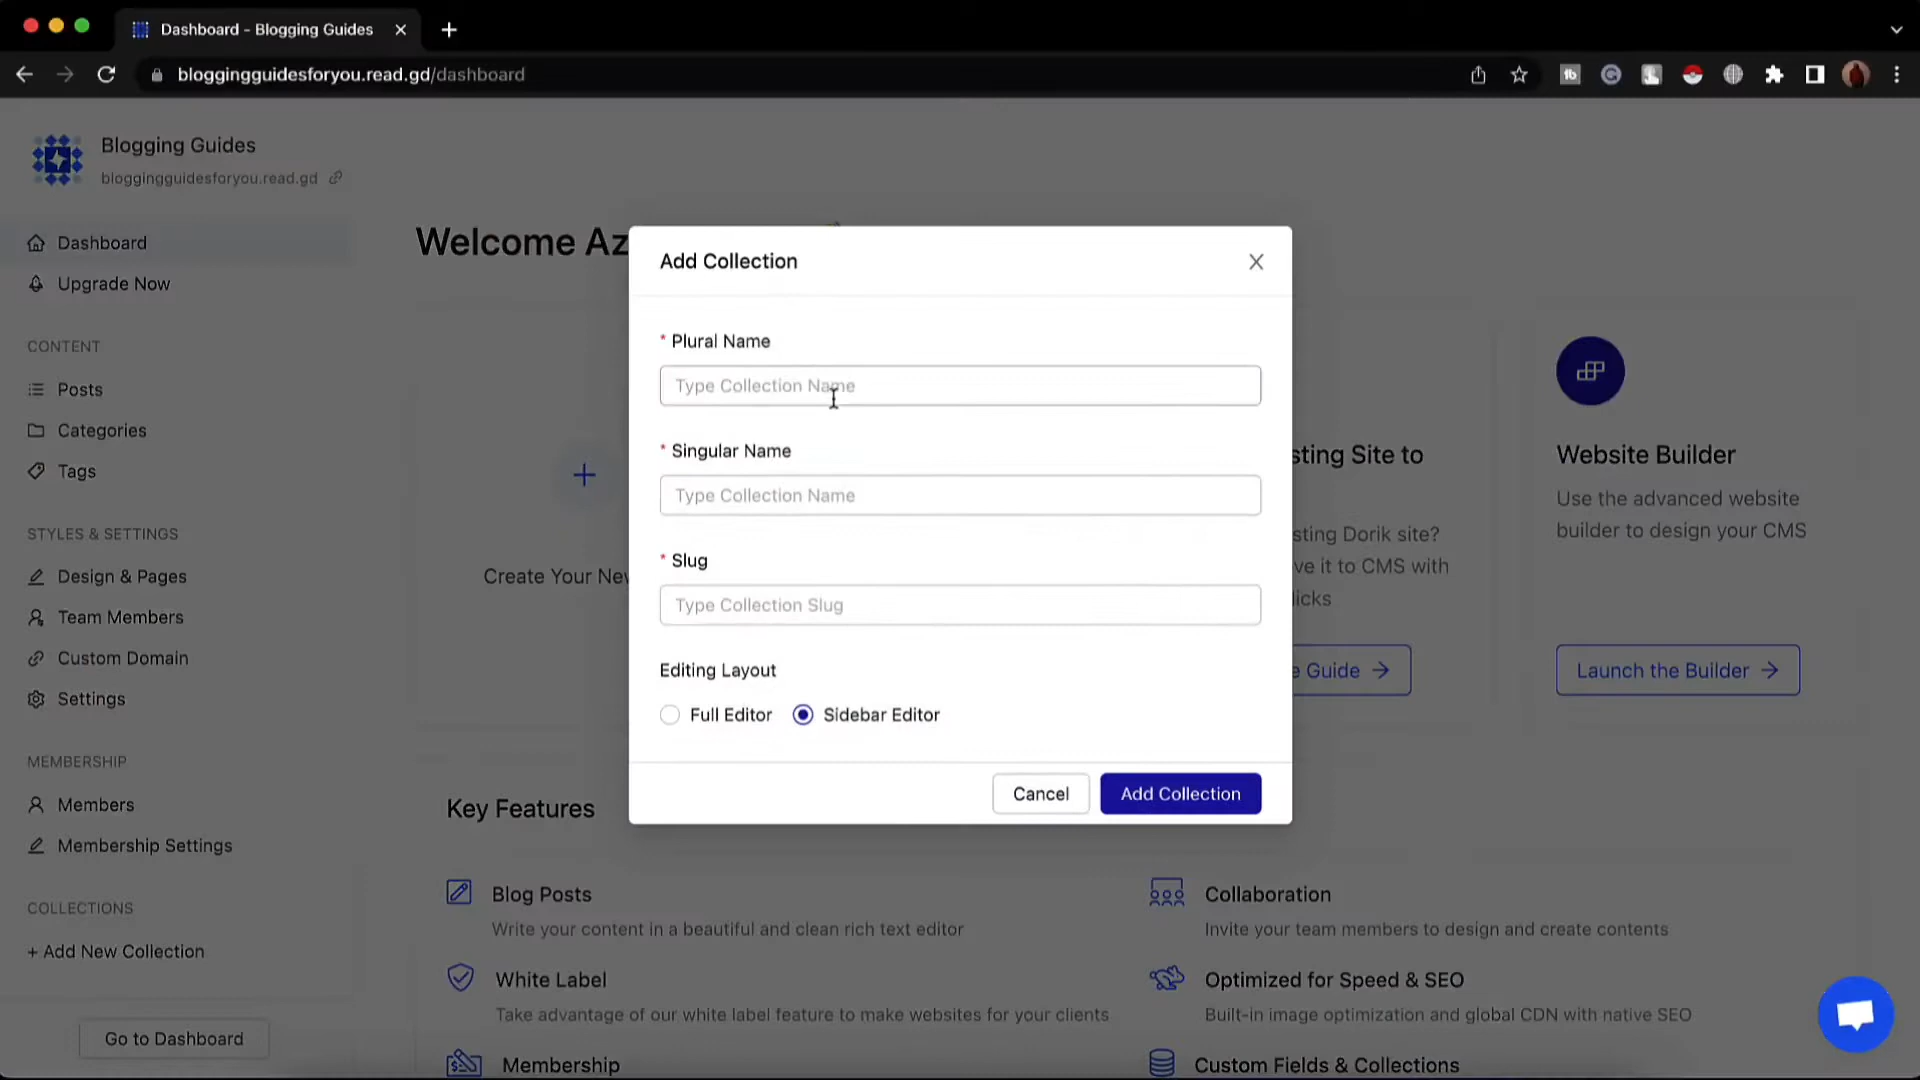 Dashboard - Blogging Guides
bloggingguidesforyou.read.gd/dashboard
Blogging Guides
bloggingguidesforyou.read.gd
Dashboard
Upgrade Now
CONTENT
Posts
Categories
Tags
STYLES & SETTINGS
Design & Pages
Team Members
Custom Domain
Settings
MEMBERSHIP
Members
Membership Settings
COLLECTIONS
+ Add New Collection
Go to Dashboard
Welcome Az
Create Your New
Add Collection
* Plural Name
Type Collection Name
* Singular Name
Type Collection Name
* Slug
Type Collection Slug
Editing Layout
Full Editor
Sidebar Editor
Cancel
Add Collection
sting Site to
sting Dorik site?
ve it to CMS with
licks
e Guide →
Website Builder
Use the advanced website
builder to design your CMS
Launch the Builder →
Key Features
Blog Posts
Write your content in a beautiful and clean rich text editor
Collaboration
Invite your team members to design and create contents
White Label
Take advantage of our white label feature to make websites for your clients
Optimized for Speed & SEO
Built-in image optimization and global CDN with native SEO
Membership
Custom Fields & Collections